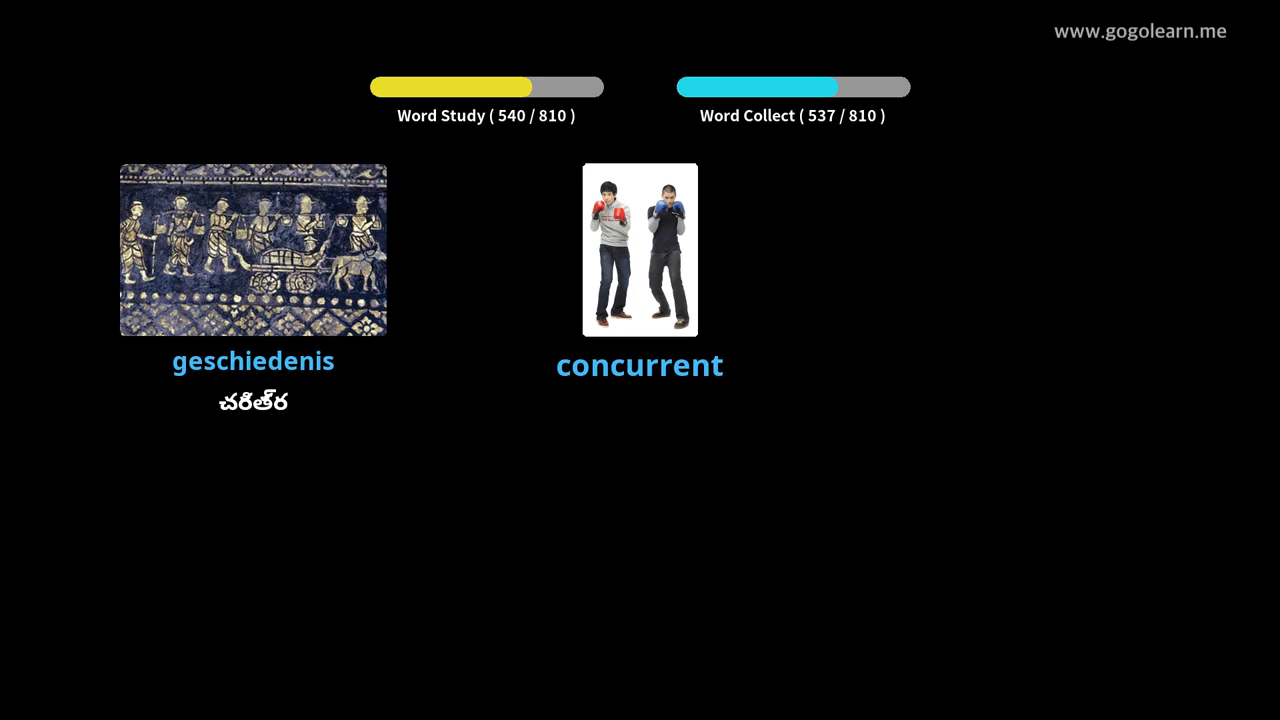 www.gogolearn.me
Word Study ( 540 / 810 )
Word Collect ( 537 / 810 )
geschiedenis
చరిత్ర
concurrent